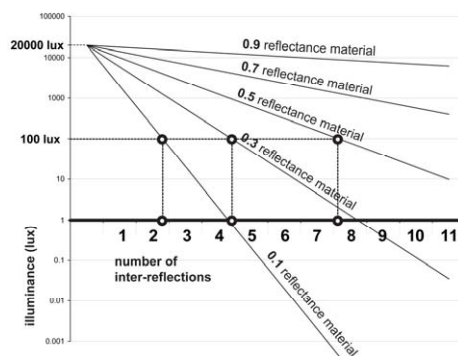 100000
20000 lux
10000
1000
100 lux
10
1
0.1
0.01
0.001
illuminance (lux)
0.9 reflectance material
0.7 reflectance material
0.5 reflectance material
0.3 reflectance material
0.1 reflectance material
1 2 3 4 5 6 7 8 9 10 11
number of
inter-reflections